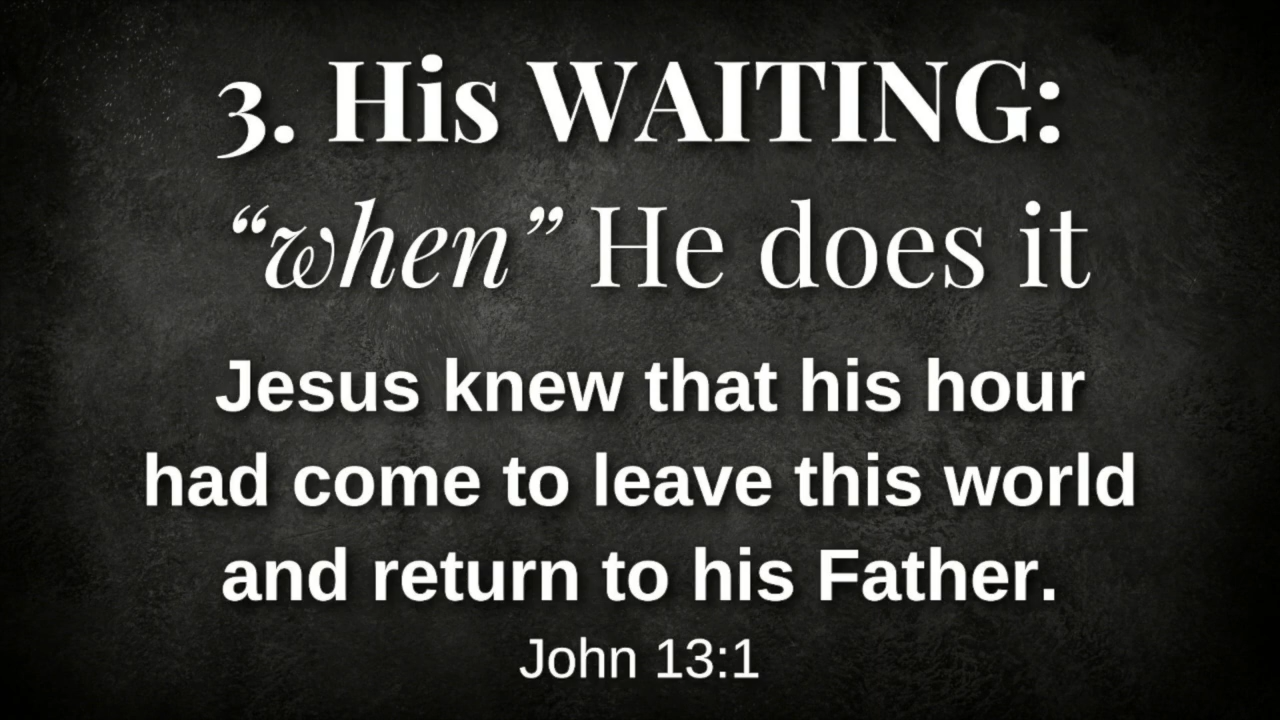 3. His WAITING:
“when” He does it
Jesus knew that his hour
had come to leave this world
and return to his Father.
John 13:1